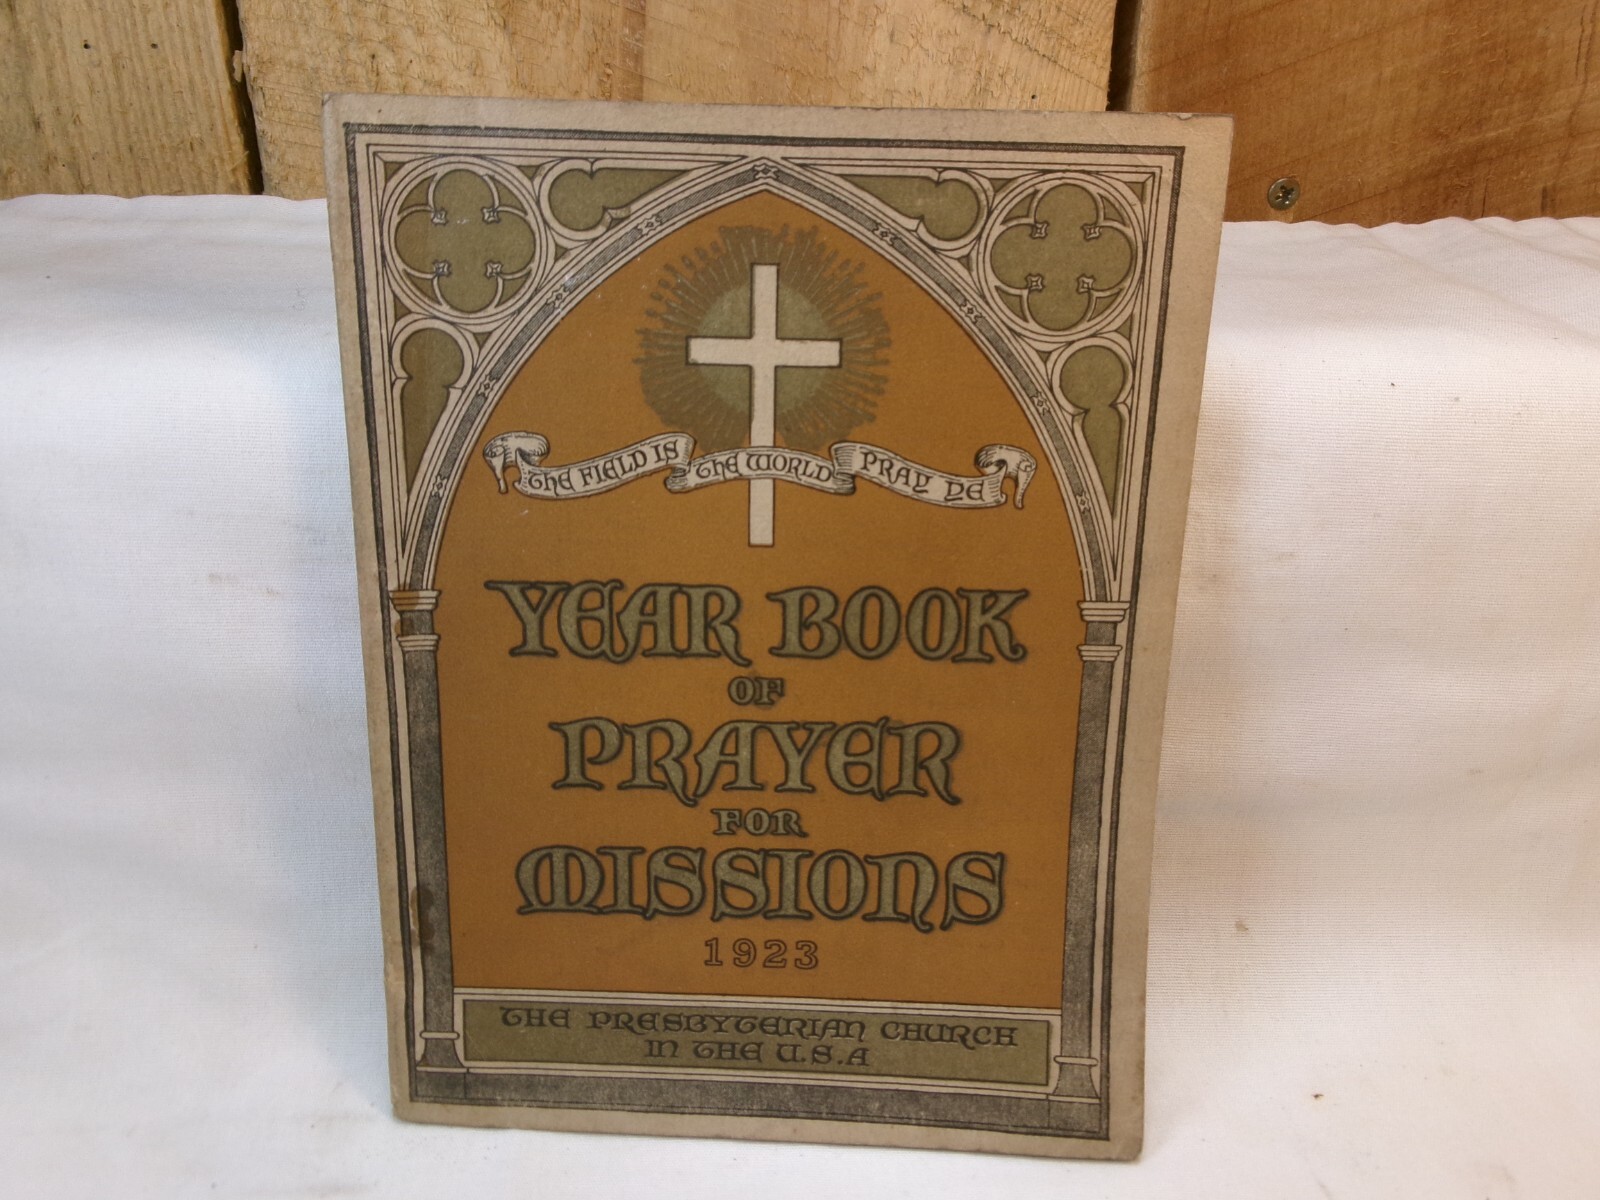 THE FIELD IS THE WORLD PRAY YE
YEAR BOOK
OF
PRAYER
FOR
MISSIONS
1923
THE PRESBYTERIAN CHURCH
IN THE U.S.A